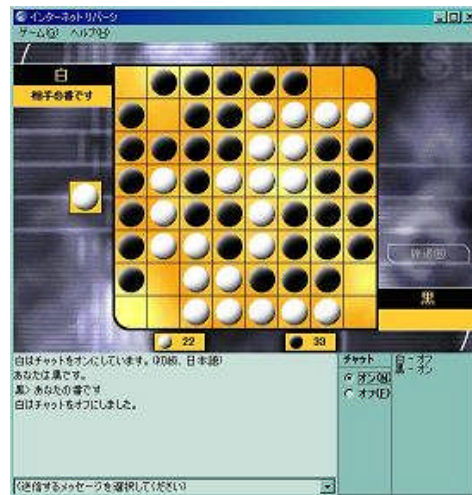 インターネット リバーシ
ゲーム(G) ヘルプ(H)
白
相手の番です
黒
22
33
白はチャットをオンにしています。(初級、日本語)
あなたは黒です。
黒> あなたの番です
白はチャットをオフにしました。
チャット
オン(N)
オフ(F)
白 - オフ
黒 - オン
(送信するメッセージを選択してください)